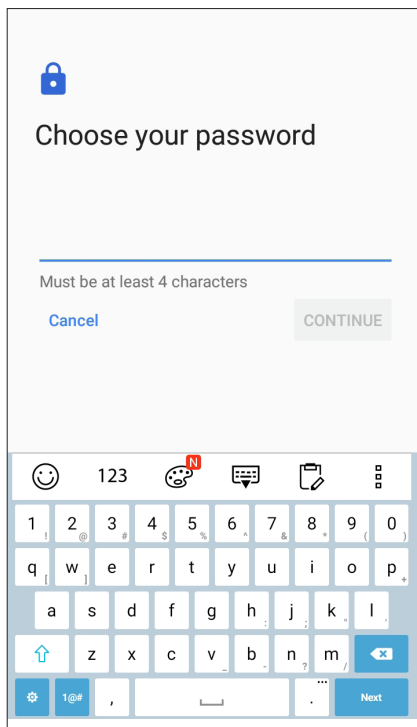 Choose your password
Must be at least 4 characters
Cancel CONTINUE
123 N
1 ! 2 @ 3 # 4 $ 5 % 6 ^ 7 & 8 * 9 ( 0 )
q [ w ] e r t y u i o p +
a s d f g h : j ; k " l '
z x c v _ b - n ? m /
1@# , . ... Next